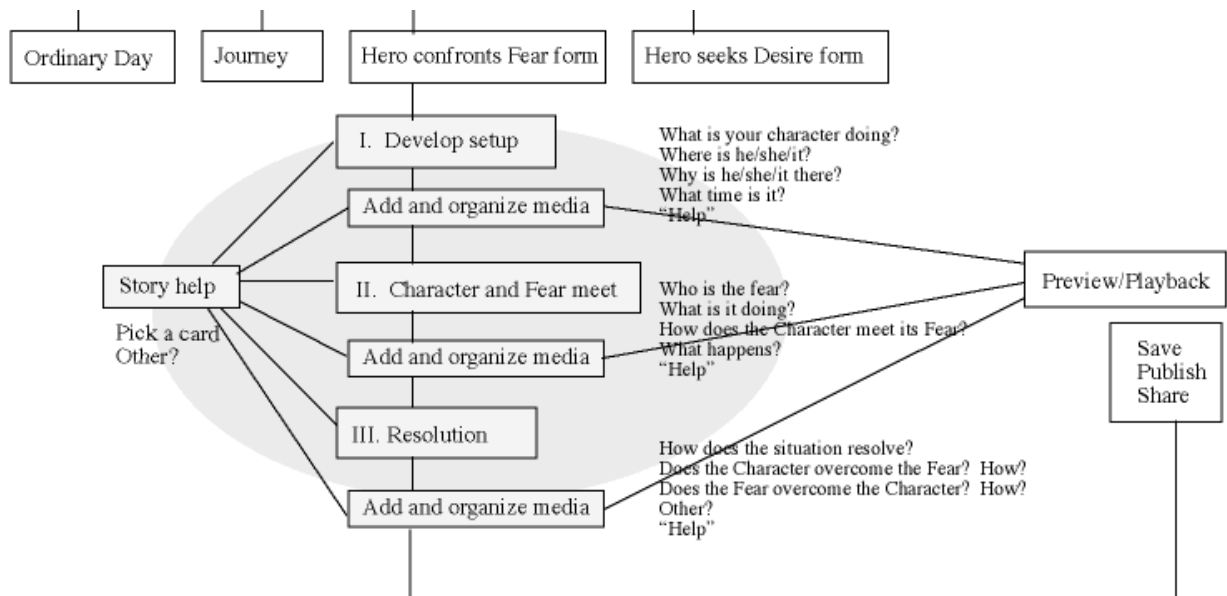 Ordinary Day
Journey
Hero confronts Fear form
Hero seeks Desire form
I. Develop setup
What is your character doing?
Where is he/she/it?
Why is he/she/it there?
What time is it?
“Help”
Add and organize media
Story help
Pick a card
Other?
II. Character and Fear meet
Who is the fear?
What is it doing?
How does the Character meet its Fear?
What happens?
“Help”
Add and organize media
Preview/Playback
Save
Publish
Share
III. Resolution
How does the situation resolve?
Does the Character overcome the Fear? How?
Does the Fear overcome the Character? How?
Other?
“Help”
Add and organize media